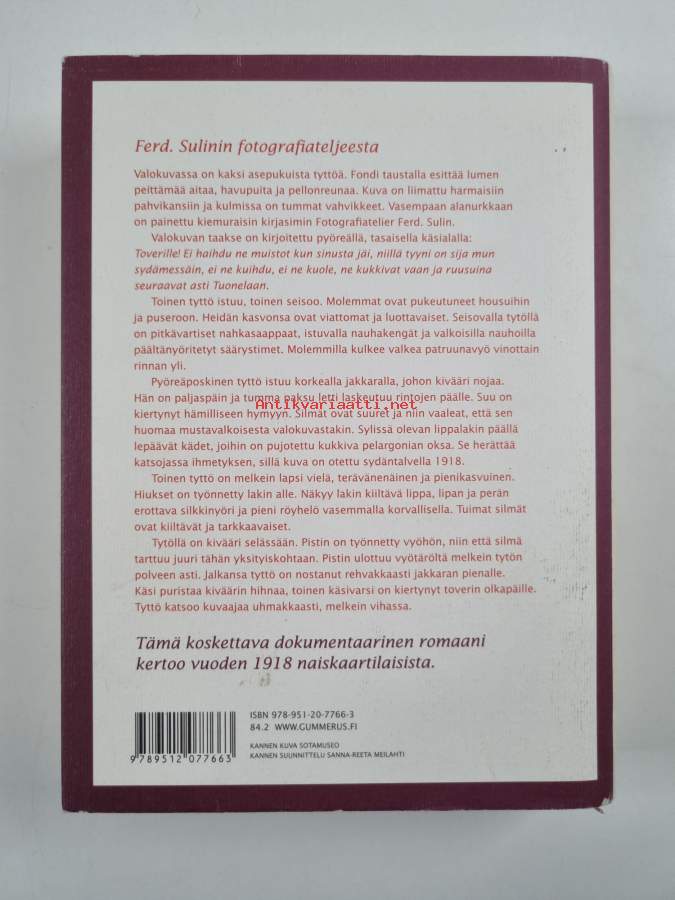 Ferd. Sulinin fotografiateljeesta
Valokuvassa on kaksi asepukuista tyttöä. Fondi taustalla esittää lumen
peittämää aitaa, havupuita ja pellonreunaa. Kuva on liimattu harmaisiin
pahvikansiin ja kulmissa on tummat vahvikkeet. Vasempaan alanurkkaan
on painettu kiemuraisin kirjasimin Fotografiatelier Ferd. Sulin.
Valokuvan taakse on kirjoitettu pyöreällä, tasaisella käsialalla:
Toverille! Ei haihdu ne muistot kun sinusta jäi, niillä tyyni on sija mun
sydämessäin, ei ne kuihdu, ei ne kuole, ne kukkivat vaan ja ruusuina
seuraavat asti Tuonelaan.
Toinen tyttö istuu, toinen seisoo. Molemmat ovat pukeutuneet housuihin
ja puseroon. Heidän kasvonsa ovat viattomat ja luottavaiset. Seisovalla tytöllä
on pitkävartiset nahkasaappaat, istuvalla nauhakengät ja valkoisilla nauhoilla
päältänyöritetyt säärystimet. Molemmilla kulkee valkea patruunavyö vinottain
rinnan yli.
Pyöreäposkinen tyttö istuu korkealla jakkaralla, johon kivääri nojaa.
Hän on paljaspäin ja tumma paksu letti laskeutuu rintojen päälle. Suu on
Antikvariaatti.net
kiertynyt hämilliseen hymyyn. Silmät ovat suuret ja niin vaaleat, että sen
huomaa mustavalkoisesta valokuvastakin. Sylissä olevan lippalakin päällä
lepäävät kädet, joihin on pujotettu kukkiva pelargonian oksa. Se herättää
katsojassa ihmetyksen, sillä kuva on otettu sydäntalvella 1918.
Toinen tyttö on melkein lapsi vielä, terävänenäinen ja pienikasvuinen.
Hiukset on työnnetty lakin alle. Näkyy lakin kiiltävä lippa, lipan ja perän
erottava silkkinyöri ja pieni röyhelö vasemmalla korvallisella. Tuimat silmät
ovat kiiltävät ja tarkkaavaiset.
Tytöllä on kivääri selässään. Pistin on työnnetty vyöhön, niin että silmä
tarttuu juuri tähän yksityiskohtaan. Pistin ulottuu vyötäröltä melkein tytön
polveen asti. Jalkansa tyttö on nostanut rehvakkaasti jakkaran pienalle.
Käsi puristaa kiväärin hihnaa, toinen käsivarsi on kiertynyt toverin olkapäille.
Tyttö katsoo kuvaajaa uhmakkaasti, melkein vihassa.
Tämä koskettava dokumentaarinen romaani
kertoo vuoden 1918 naiskaartilaisista.
ISBN 978-951-20-7766-3
84.2 WWW.GUMMERUS.FI
KANNEN KUVA SOTAMUSEO
KANNEN SUUNNITTELU SANNA-REETA MEILAHTI
9 789512 077663